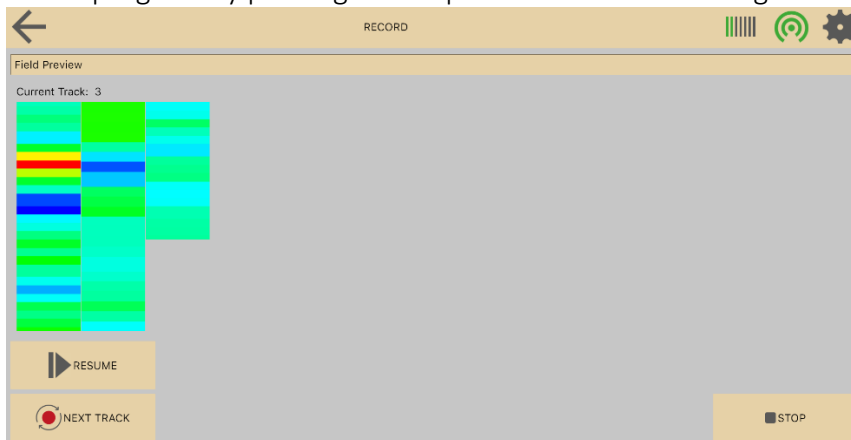 RECORD
Field Preview
Current Track: 3
RESUME
NEXT TRACK
STOP